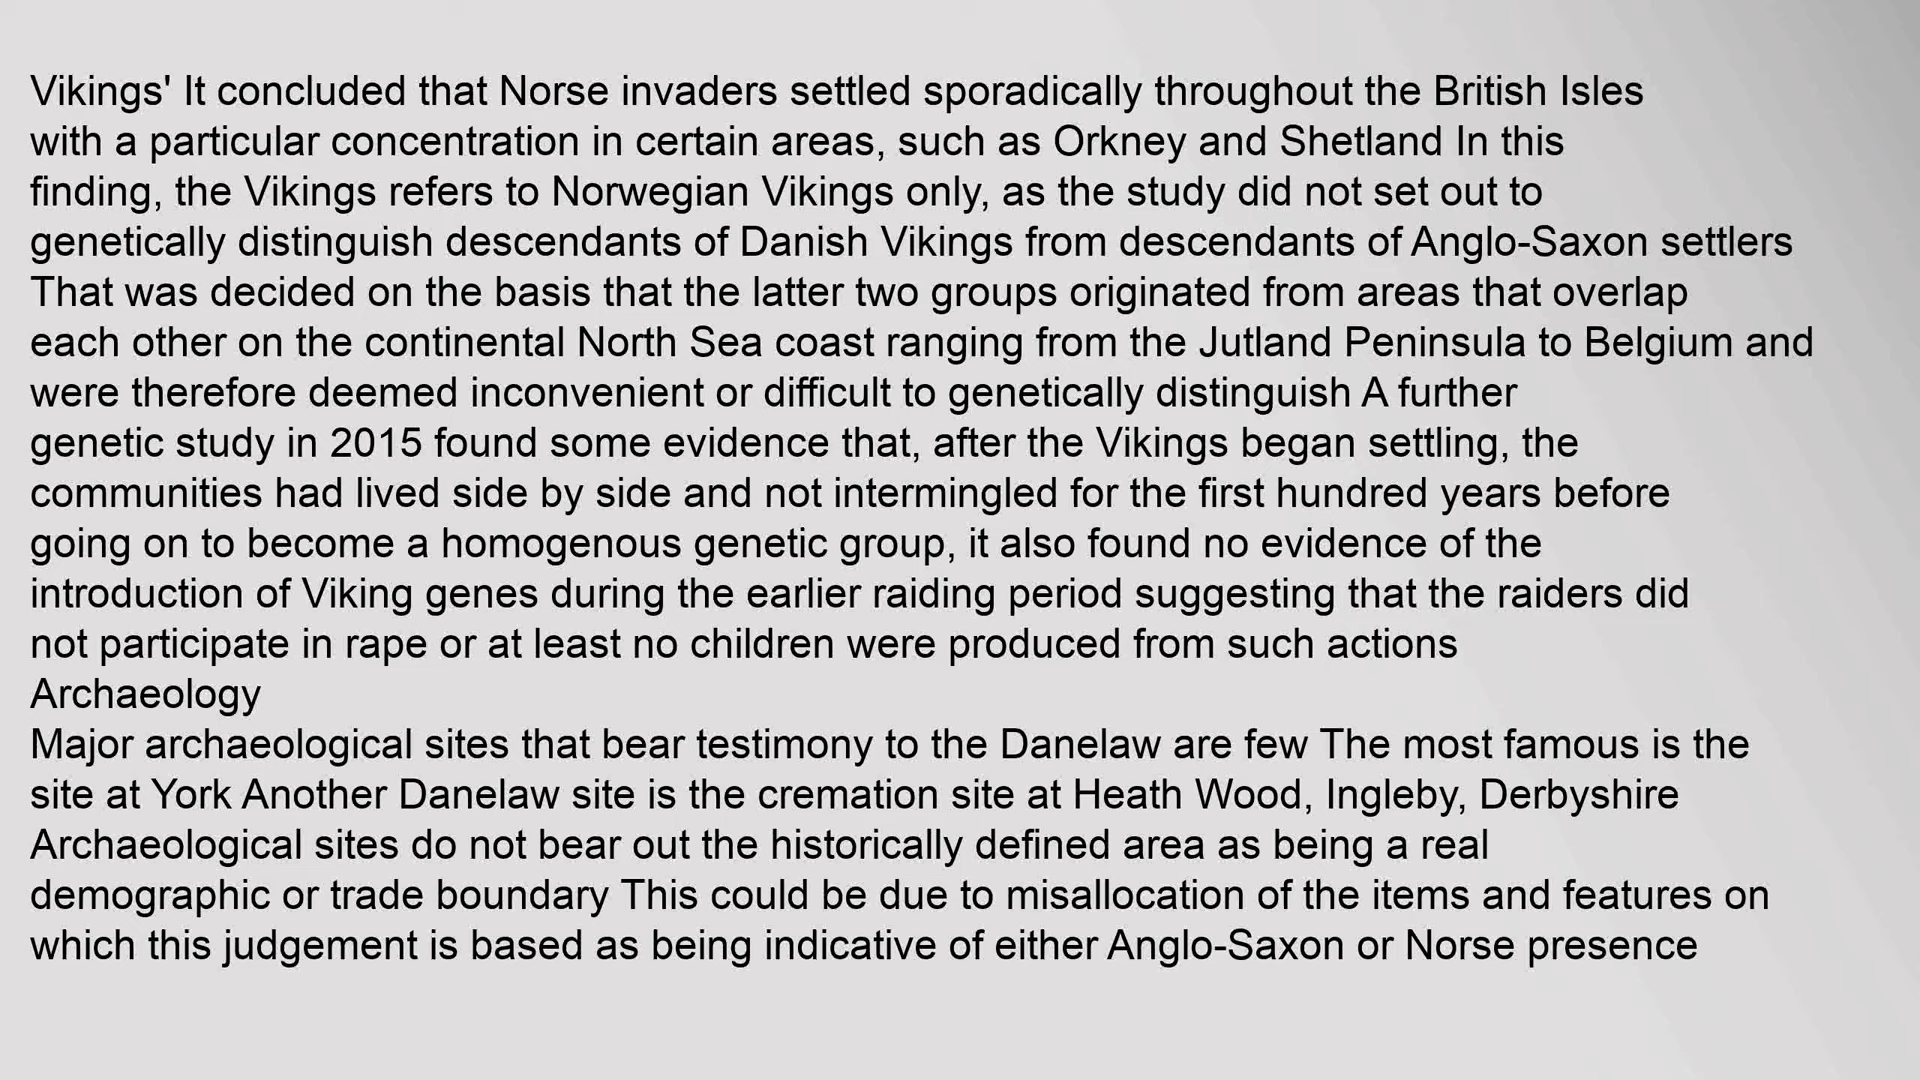 Vikings' It concluded that Norse invaders settled sporadically throughout the British Isles
with a particular concentration in certain areas, such as Orkney and Shetland In this
finding, the Vikings refers to Norwegian Vikings only, as the study did not set out to
genetically distinguish descendants of Danish Vikings from descendants of Anglo-Saxon settlers
That was decided on the basis that the latter two groups originated from areas that overlap
each other on the continental North Sea coast ranging from the Jutland Peninsula to Belgium and
were therefore deemed inconvenient or difficult to genetically distinguish A further
genetic study in 2015 found some evidence that, after the Vikings began settling, the
communities had lived side by side and not intermingled for the first hundred years before
going on to become a homogenous genetic group, it also found no evidence of the
introduction of Viking genes during the earlier raiding period suggesting that the raiders did
not participate in rape or at least no children were produced from such actions
Archaeology
Major archaeological sites that bear testimony to the Danelaw are few The most famous is the
site at York Another Danelaw site is the cremation site at Heath Wood, Ingleby, Derbyshire
Archaeological sites do not bear out the historically defined area as being a real
demographic or trade boundary This could be due to misallocation of the items and features on
which this judgement is based as being indicative of either Anglo-Saxon or Norse presence